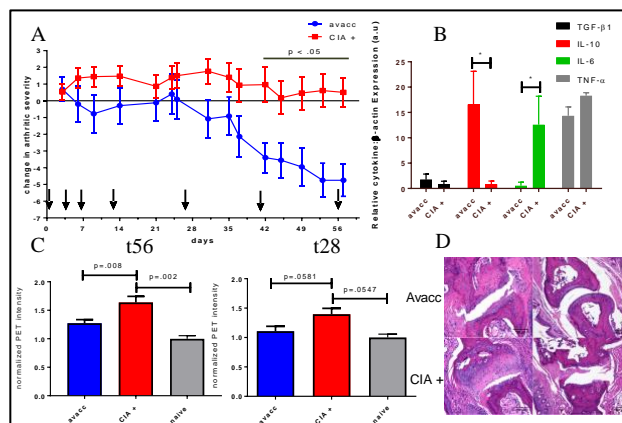 A
avacc
CIA +
p < .05
change in arthritic severity
4
3
2
1
0
-1
-2
-3
-4
-5
-6
-7
0 7 14 21 28 35 42 49 56
days
B
TGF-β1
IL-10
IL-6
TNF-α
*
*
Relative cytokine:β-actin Expression (a.u)
25
20
15
10
5
0
avacc CIA + avacc CIA + avacc CIA + avacc CIA +
C
t56
t28
p=.008
p=.002
normalized PET intensity
2.0
1.5
1.0
0.5
0.0
avacc CIA + naive
p=.0581
p=.0547
normalized PET intensity
2.0
1.5
1.0
0.5
0.0
avacc CIA + naive
D
Avacc
CIA +